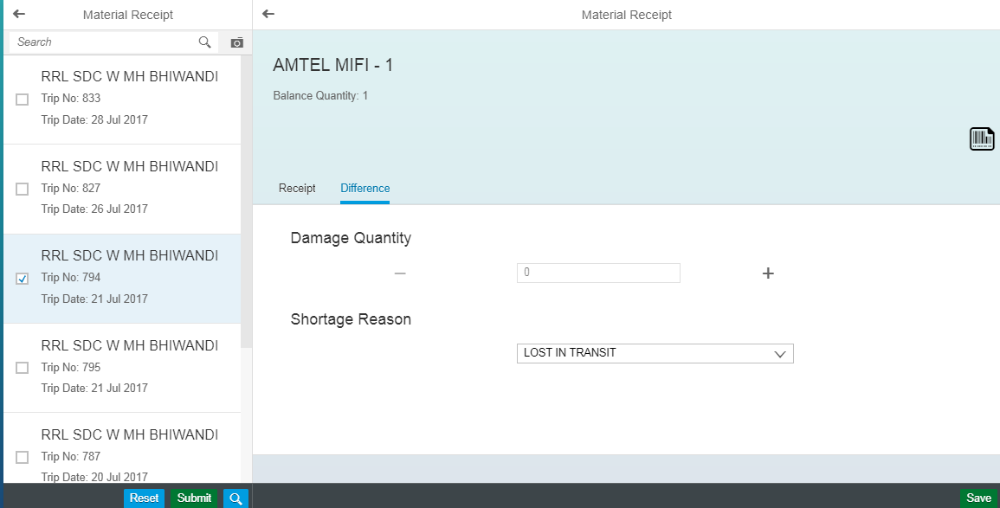 Material Receipt
Search
RRL SDC W MH BHIWANDI
Trip No: 833
Trip Date: 28 Jul 2017
RRL SDC W MH BHIWANDI
Trip No: 827
Trip Date: 26 Jul 2017
RRL SDC W MH BHIWANDI
Trip No: 794
Trip Date: 21 Jul 2017
RRL SDC W MH BHIWANDI
Trip No: 795
Trip Date: 21 Jul 2017
RRL SDC W MH BHIWANDI
Trip No: 787
Trip Date: 20 Jul 2017
Reset Submit
Material Receipt
AMTEL MIFI - 1
Balance Quantity: 1
Receipt Difference
Damage Quantity
0
Shortage Reason
LOST IN TRANSIT
Save